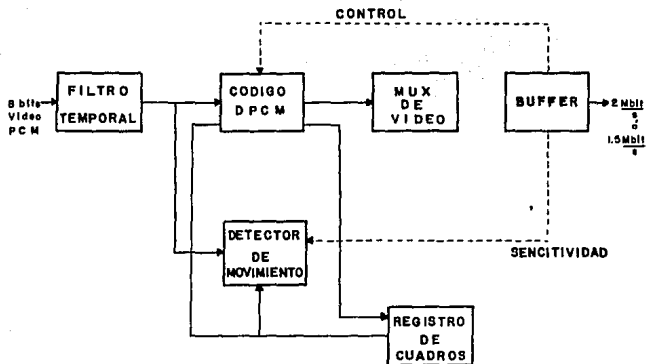 CONTROL
8 bits
Video
PCM
FILTRO
TEMPORAL
CODIGO
DPCM
MUX
DE
VIDEO
BUFFER
2 Mbit
s
o
1.5 Mbit
s
DETECTOR
DE
MOVIMIENTO
SENCITIVIDAD
REGISTRO
DE
CUADROS